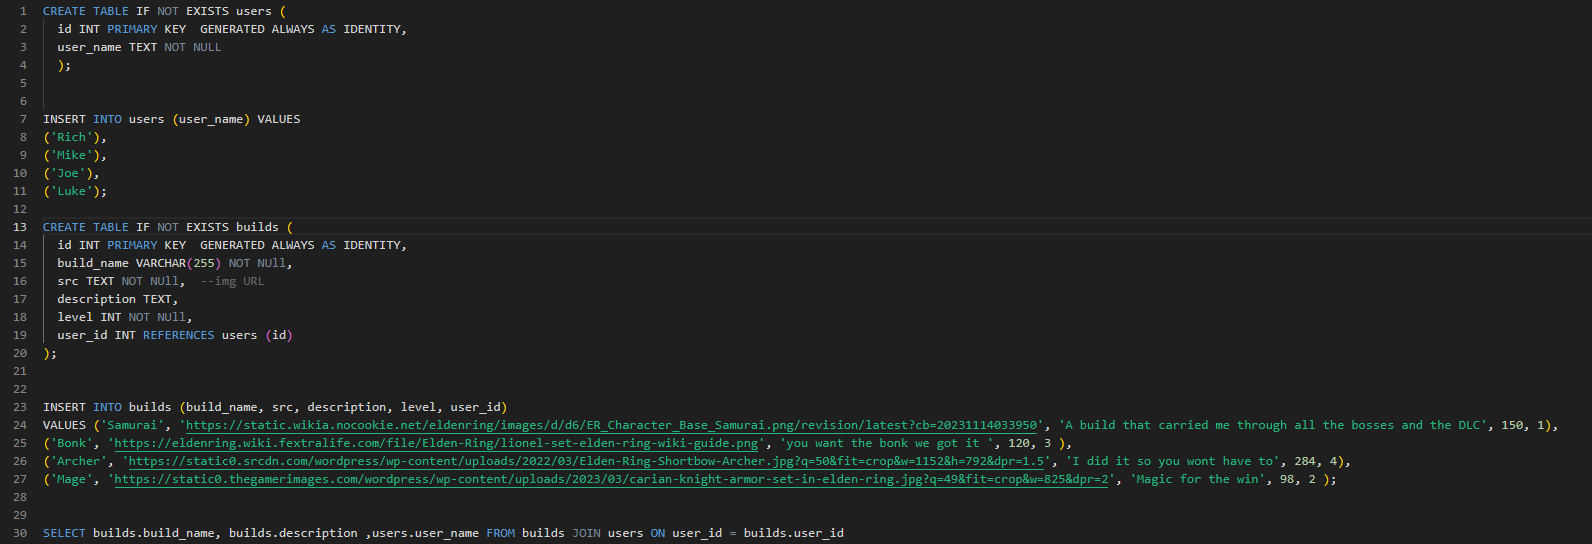 1 CREATE TABLE IF NOT EXISTS users (
2   id INT PRIMARY KEY  GENERATED ALWAYS AS IDENTITY,
3   user_name TEXT NOT NULL
4   );
5
6
7 INSERT INTO users (user_name) VALUES
8 ('Rich'),
9 ('Mike'),
10 ('Joe'),
11 ('Luke');
12
13 CREATE TABLE IF NOT EXISTS builds (
14   id INT PRIMARY KEY  GENERATED ALWAYS AS IDENTITY,
15   build_name VARCHAR(255) NOT NUll,
16   src TEXT NOT NUll,  --img URL
17   description TEXT,
18   level INT NOT NUll,
19   user_id INT REFERENCES users (id)
20 );
21
22
23 INSERT INTO builds (build_name, src, description, level, user_id)
24 VALUES ('Samurai', 'https://static.wikia.nocookie.net/eldenring/images/d/d6/ER_Character_Base_Samurai.png/revision/latest?cb=20231114033950', 'A build that carried me through all the bosses and the DLC', 150, 1),
25 ('Bonk', 'https://eldenring.wiki.fextralife.com/file/Elden-Ring/lionel-set-elden-ring-wiki-guide.png', 'you want the bonk we got it ', 120, 3 ),
26 ('Archer', 'https://static0.srcdn.com/wordpress/wp-content/uploads/2022/03/Elden-Ring-Shortbow-Archer.jpg?q=50&fit=crop&w=1152&h=792&dpr=1.5', 'I did it so you wont have to', 284, 4),
27 ('Mage', 'https://static0.thegamerimages.com/wordpress/wp-content/uploads/2023/03/carian-knight-armor-set-in-elden-ring.jpg?q=49&fit=crop&w=825&dpr=2', 'Magic for the win', 98, 2 );
28
29
30 SELECT builds.build_name, builds.description ,users.user_name FROM builds JOIN users ON user_id = builds.user_id